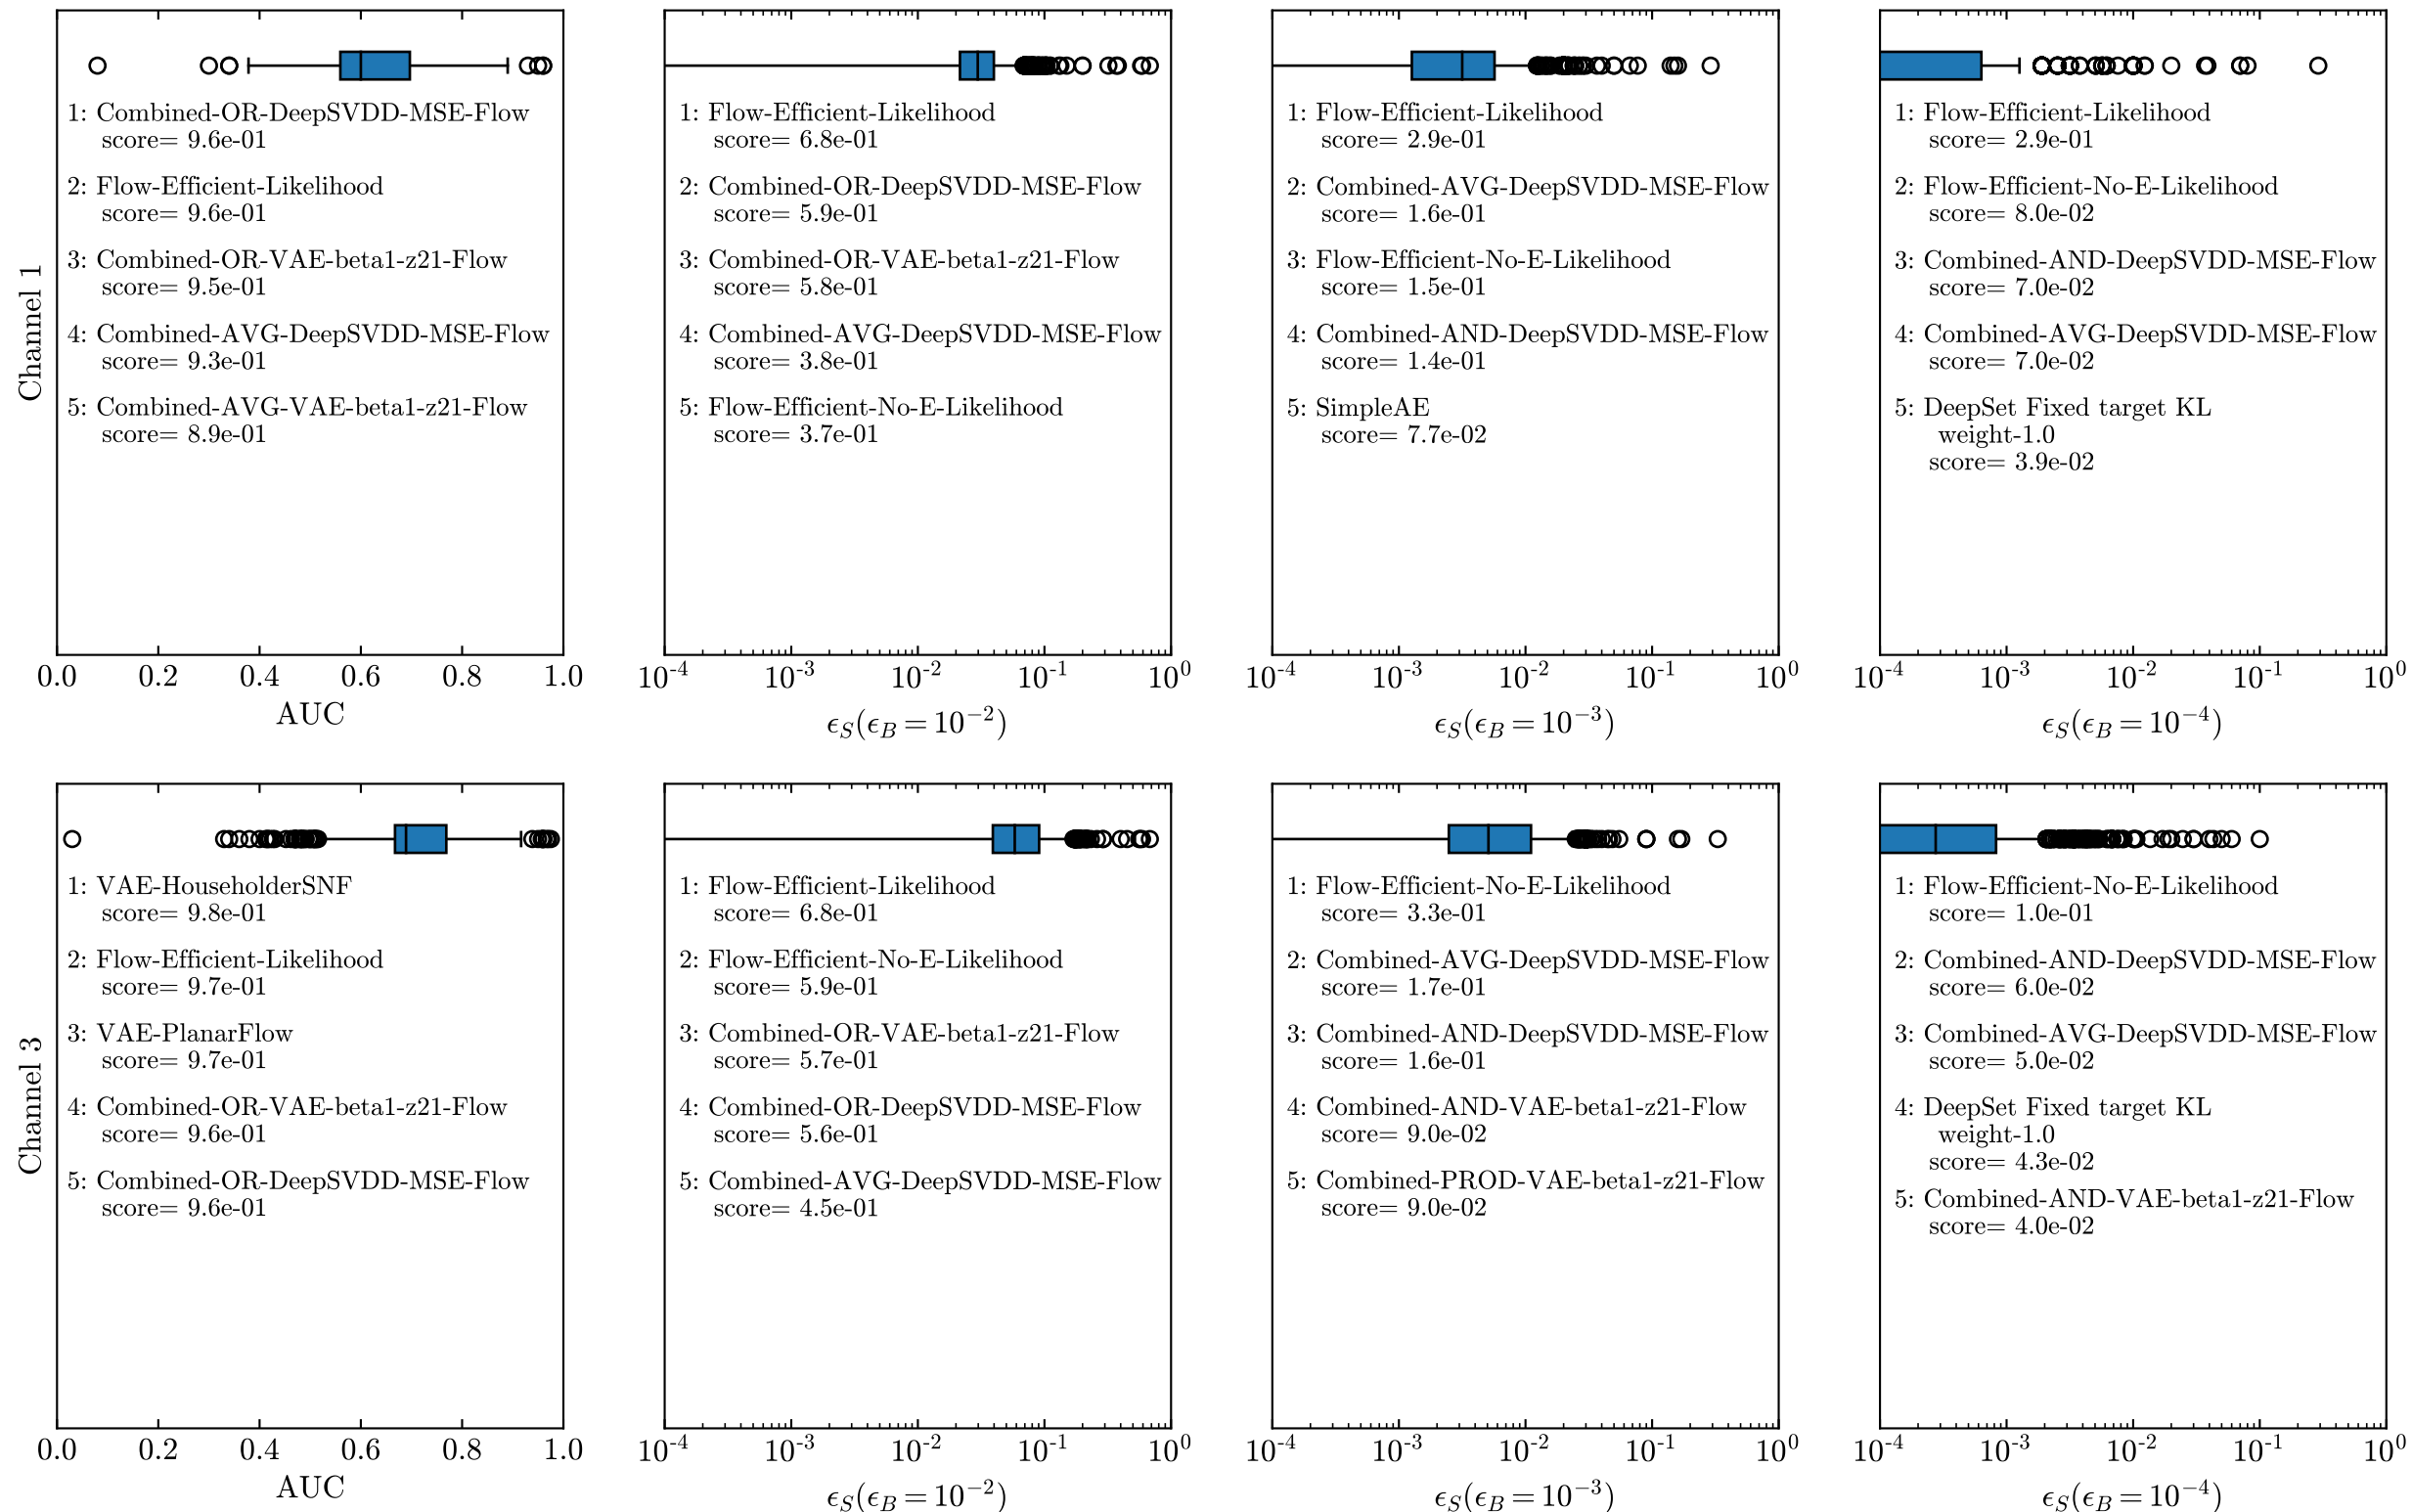 Channel 1
1: Combined-OR-DeepSVDD-MSE-Flow
score= 9.6e-01
2: Flow-Efficient-Likelihood
score= 9.6e-01
3: Combined-OR-VAE-beta1-z21-Flow
score= 9.5e-01
4: Combined-AVG-DeepSVDD-MSE-Flow
score= 9.3e-01
5: Combined-AVG-VAE-beta1-z21-Flow
score= 8.9e-01
0.0 0.2 0.4 0.6 0.8 1.0
AUC
1: Flow-Efficient-Likelihood
score= 6.8e-01
2: Combined-OR-DeepSVDD-MSE-Flow
score= 5.9e-01
3: Combined-OR-VAE-beta1-z21-Flow
score= 5.8e-01
4: Combined-AVG-DeepSVDD-MSE-Flow
score= 3.8e-01
5: Flow-Efficient-No-E-Likelihood
score= 3.7e-01
10^-4 10^-3 10^-2 10^-1 10^0
ϵ_S(ϵ_B = 10^−2)
1: Flow-Efficient-Likelihood
score= 2.9e-01
2: Combined-AVG-DeepSVDD-MSE-Flow
score= 1.6e-01
3: Flow-Efficient-No-E-Likelihood
score= 1.5e-01
4: Combined-AND-DeepSVDD-MSE-Flow
score= 1.4e-01
5: SimpleAE
score= 7.7e-02
10^-4 10^-3 10^-2 10^-1 10^0
ϵ_S(ϵ_B = 10^−3)
1: Flow-Efficient-Likelihood
score= 2.9e-01
2: Flow-Efficient-No-E-Likelihood
score= 8.0e-02
3: Combined-AND-DeepSVDD-MSE-Flow
score= 7.0e-02
4: Combined-AVG-DeepSVDD-MSE-Flow
score= 7.0e-02
5: DeepSet Fixed target KL
weight-1.0
score= 3.9e-02
10^-4 10^-3 10^-2 10^-1 10^0
ϵ_S(ϵ_B = 10^−4)
Channel 3
1: VAE-HouseholderSNF
score= 9.8e-01
2: Flow-Efficient-Likelihood
score= 9.7e-01
3: VAE-PlanarFlow
score= 9.7e-01
4: Combined-OR-VAE-beta1-z21-Flow
score= 9.6e-01
5: Combined-OR-DeepSVDD-MSE-Flow
score= 9.6e-01
0.0 0.2 0.4 0.6 0.8 1.0
AUC
1: Flow-Efficient-Likelihood
score= 6.8e-01
2: Flow-Efficient-No-E-Likelihood
score= 5.9e-01
3: Combined-OR-VAE-beta1-z21-Flow
score= 5.7e-01
4: Combined-OR-DeepSVDD-MSE-Flow
score= 5.6e-01
5: Combined-AVG-DeepSVDD-MSE-Flow
score= 4.5e-01
10^-4 10^-3 10^-2 10^-1 10^0
ϵ_S(ϵ_B = 10^−2)
1: Flow-Efficient-No-E-Likelihood
score= 3.3e-01
2: Combined-AVG-DeepSVDD-MSE-Flow
score= 1.7e-01
3: Combined-AND-DeepSVDD-MSE-Flow
score= 1.6e-01
4: Combined-AND-VAE-beta1-z21-Flow
score= 9.0e-02
5: Combined-PROD-VAE-beta1-z21-Flow
score= 9.0e-02
10^-4 10^-3 10^-2 10^-1 10^0
ϵ_S(ϵ_B = 10^−3)
1: Flow-Efficient-No-E-Likelihood
score= 1.0e-01
2: Combined-AND-DeepSVDD-MSE-Flow
score= 6.0e-02
3: Combined-AVG-DeepSVDD-MSE-Flow
score= 5.0e-02
4: DeepSet Fixed target KL
weight-1.0
score= 4.3e-02
5: Combined-AND-VAE-beta1-z21-Flow
score= 4.0e-02
10^-4 10^-3 10^-2 10^-1 10^0
ϵ_S(ϵ_B = 10^−4)